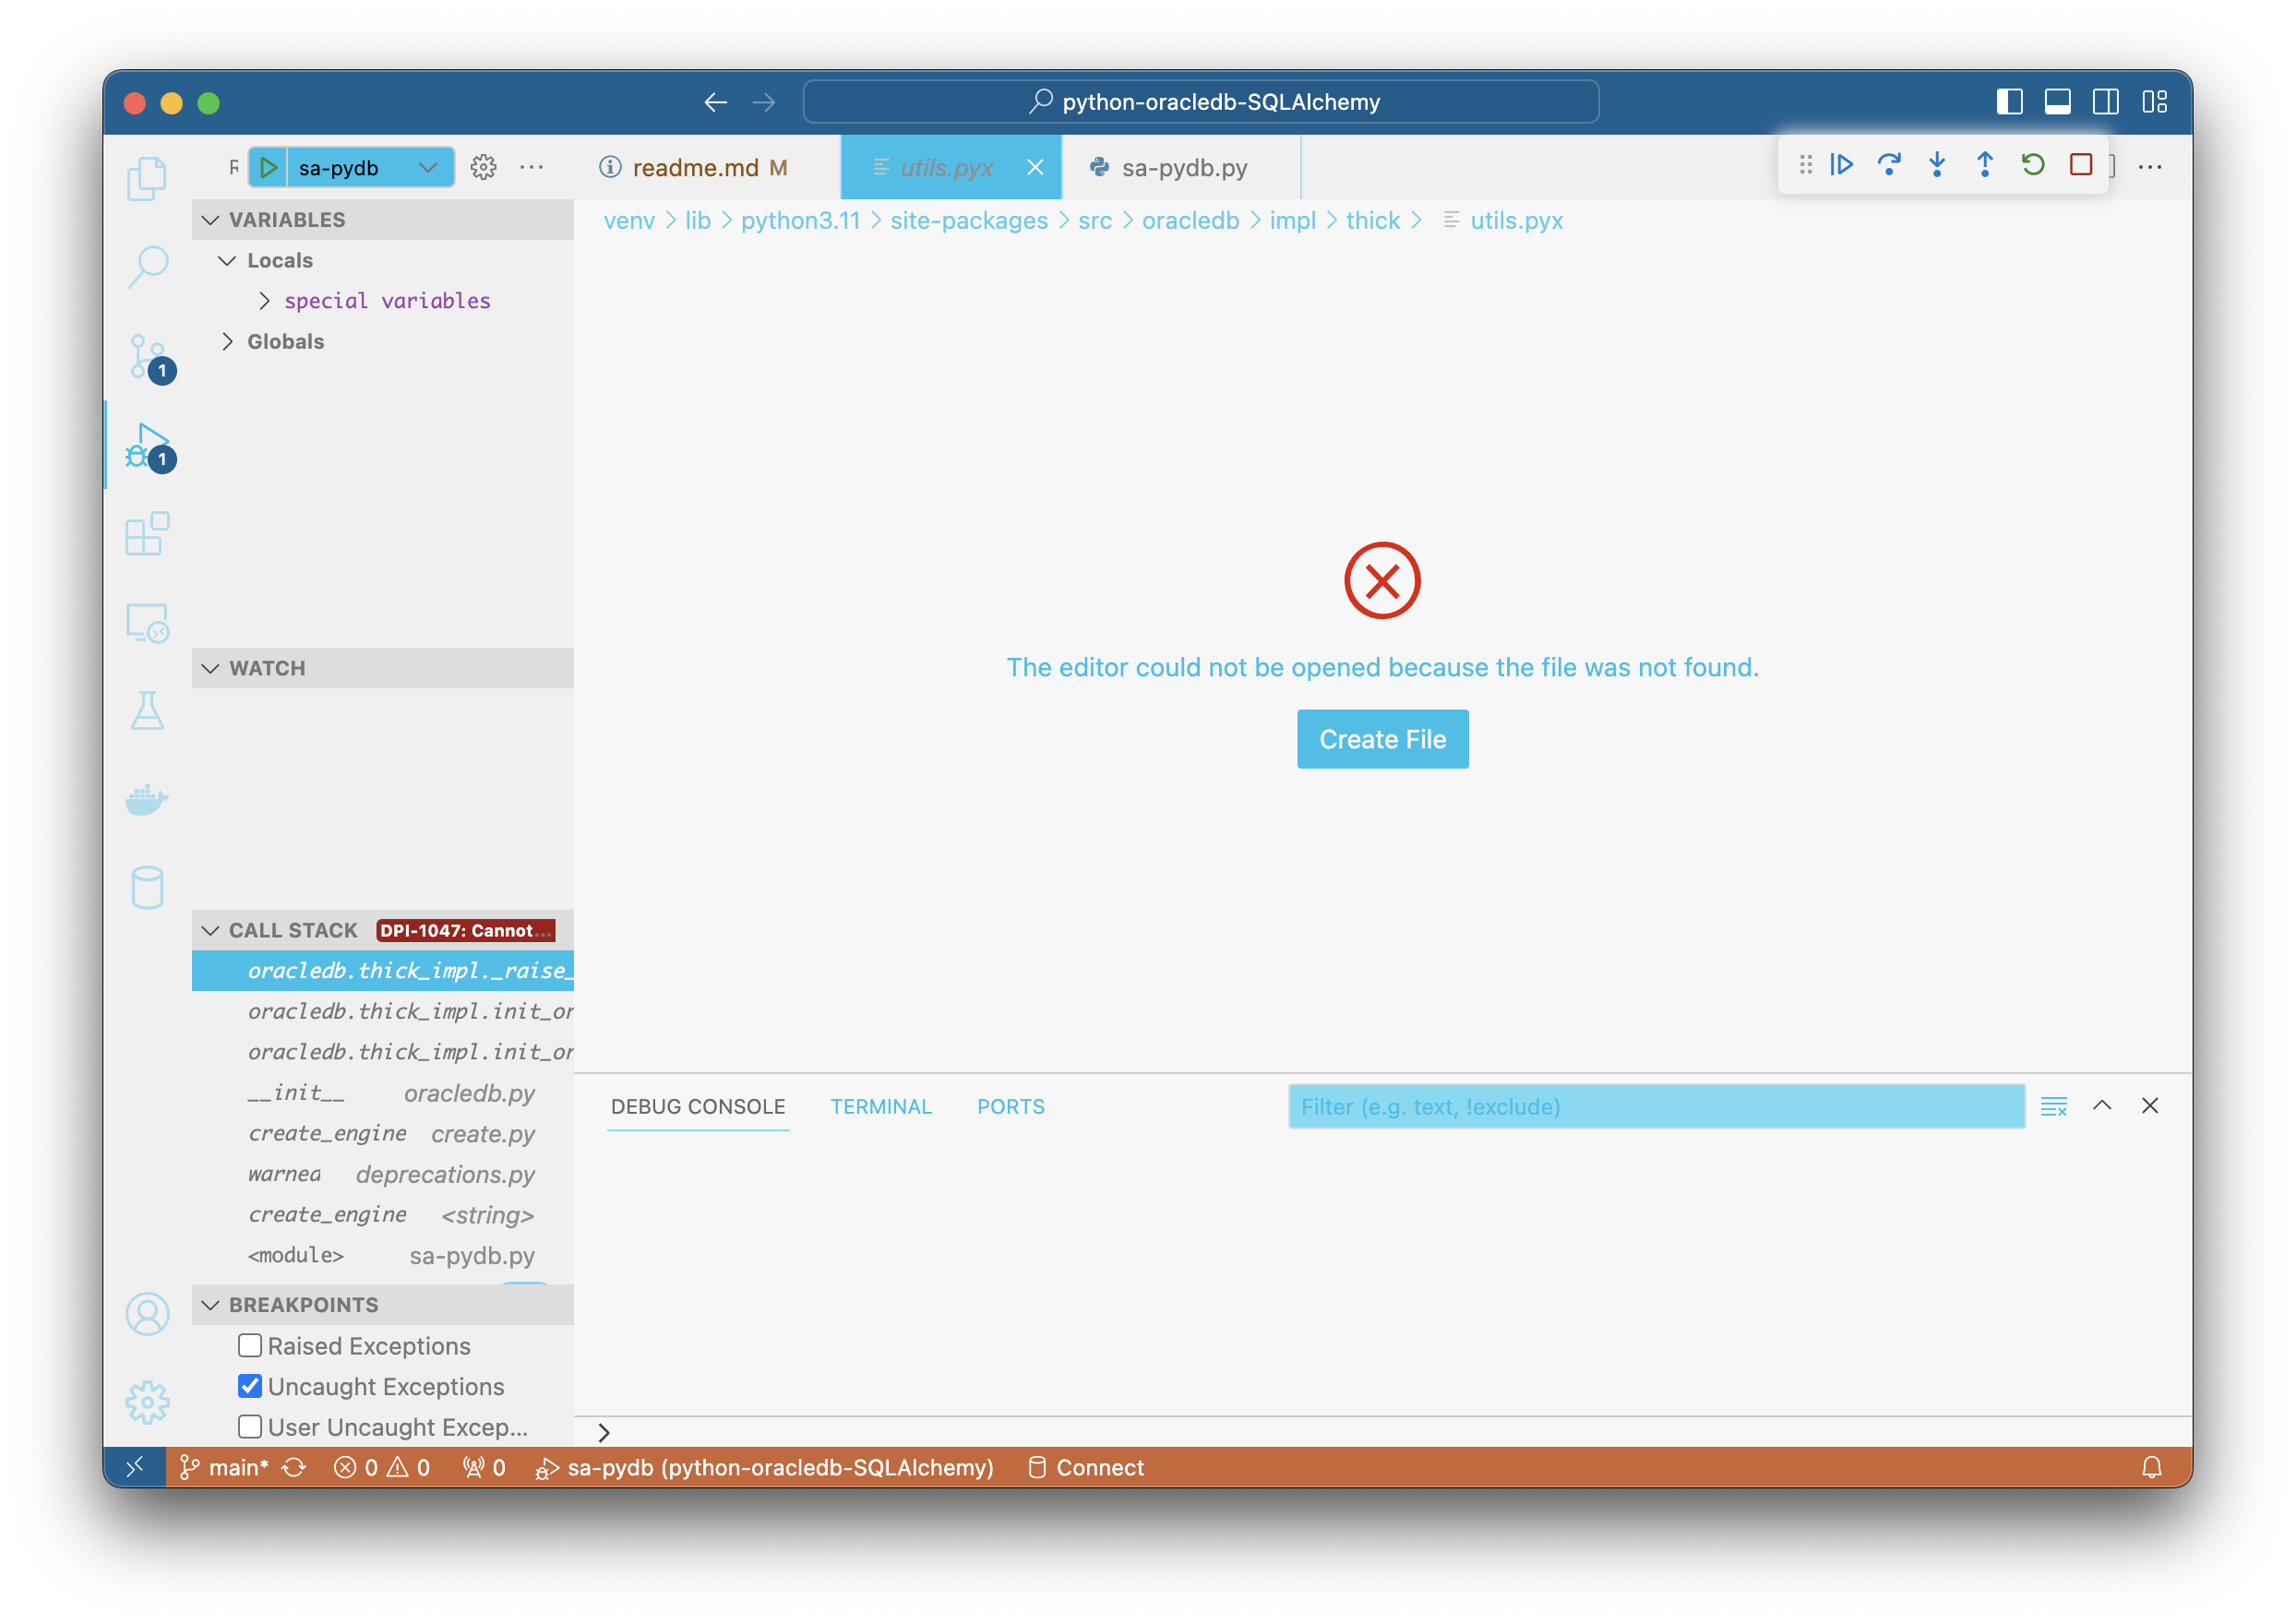 python-oracledb-SQLAlchemy
R sa-pydb ...
readme.md M
utils.pyx
sa-pydb.py
venv > lib > python3.11 > site-packages > src > oracledb > impl > thick > utils.pyx
VARIABLES
Locals
special variables
Globals
1
1
WATCH
The editor could not be opened because the file was not found.
Create File
CALL STACK DPI-1047: Cannot...
oracledb.thick_impl._raise_
oracledb.thick_impl.init_or
oracledb.thick_impl.init_or
__init__ oracledb.py
create_engine create.py
warned deprecations.py
create_engine <string>
<module> sa-pydb.py
BREAKPOINTS
Raised Exceptions
Uncaught Exceptions
User Uncaught Excep...
DEBUG CONSOLE TERMINAL PORTS
Filter (e.g. text, !exclude)
>
main* 0 0 0 sa-pydb (python-oracledb-SQLAlchemy) Connect